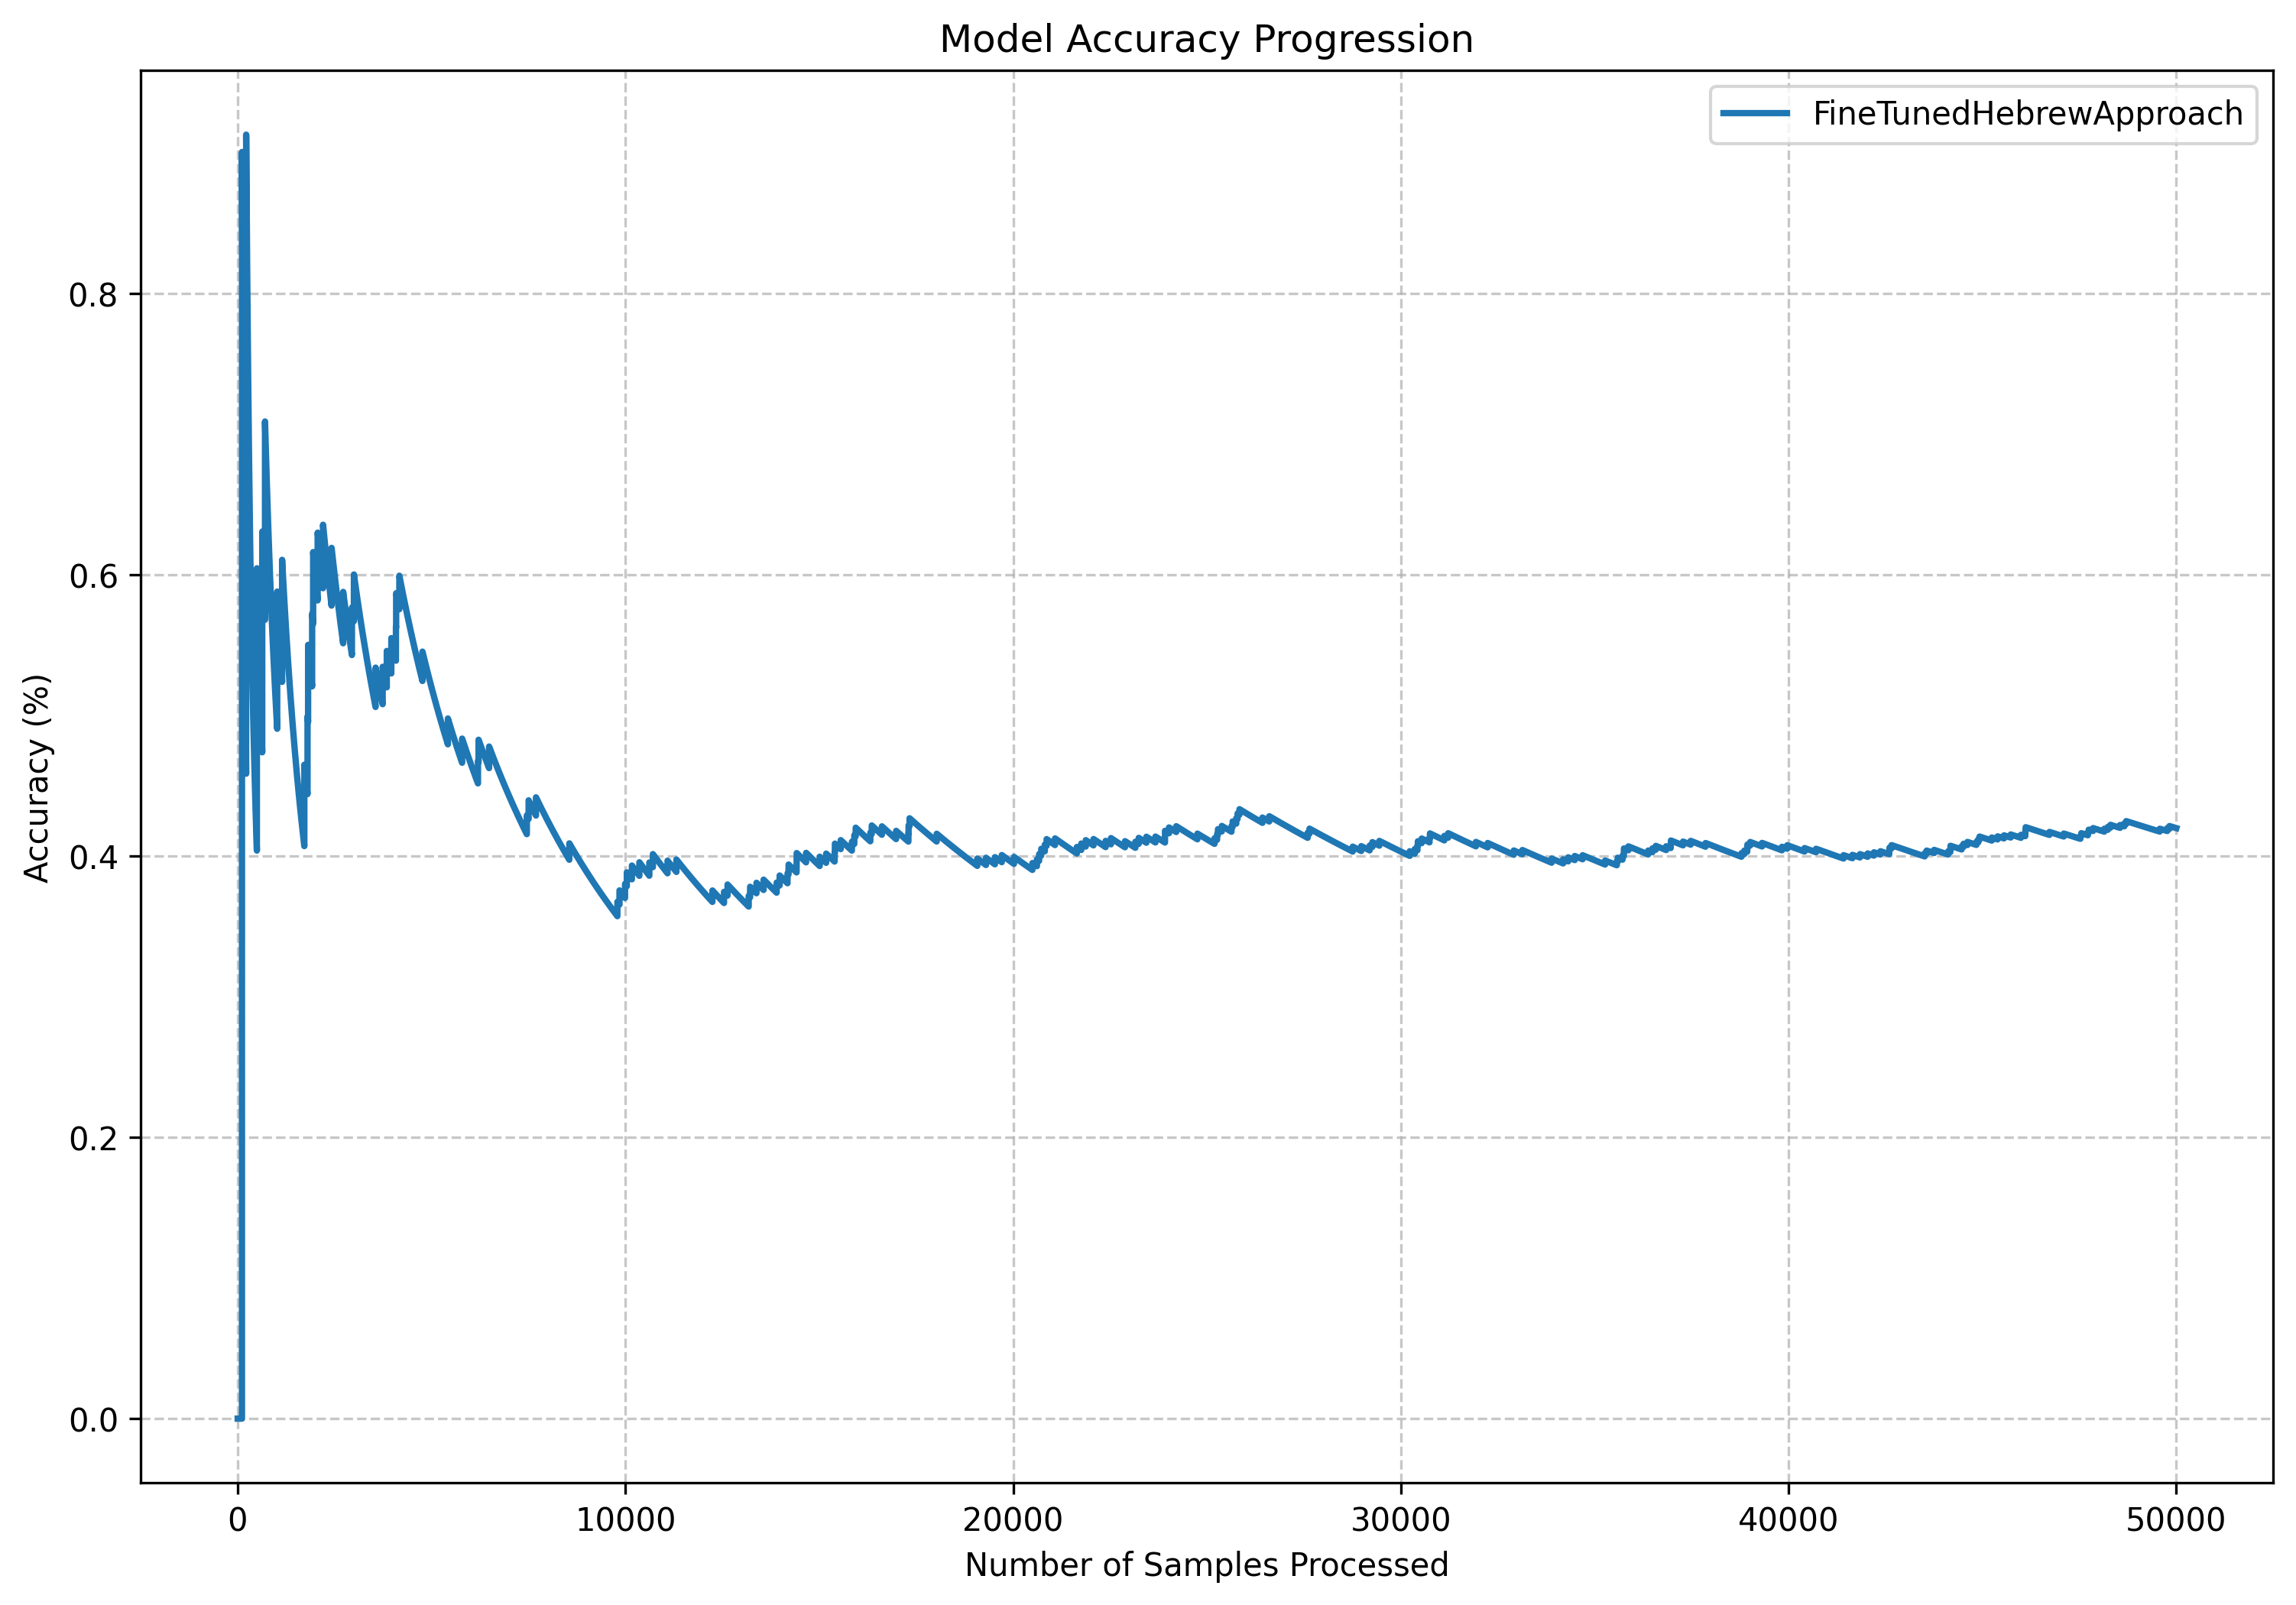 Model Accuracy Progression
FineTunedHebrewApproach
Accuracy (%)
0.8
0.6
0.4
0.2
0.0
0 10000 20000 30000 40000 50000
Number of Samples Processed